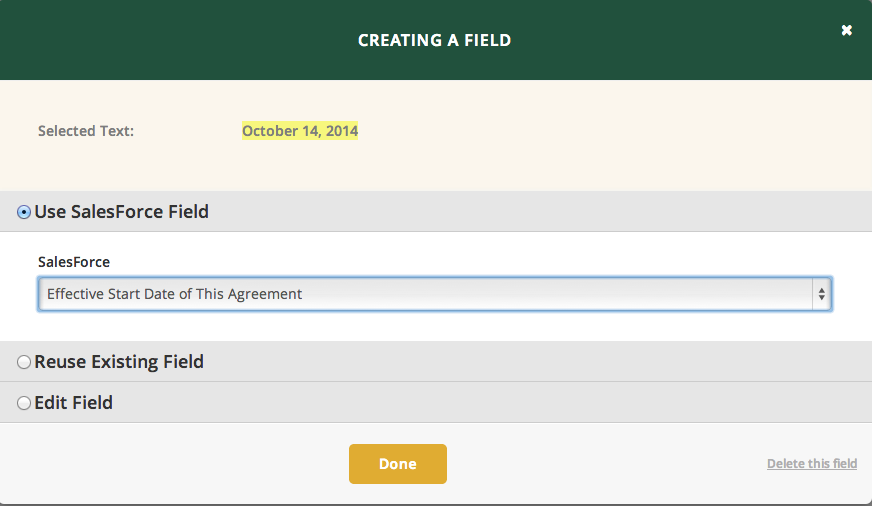 CREATING A FIELD
Selected Text: October 14, 2014
Use SalesForce Field
SalesForce
Effective Start Date of This Agreement
Reuse Existing Field
Edit Field
Done Delete this field